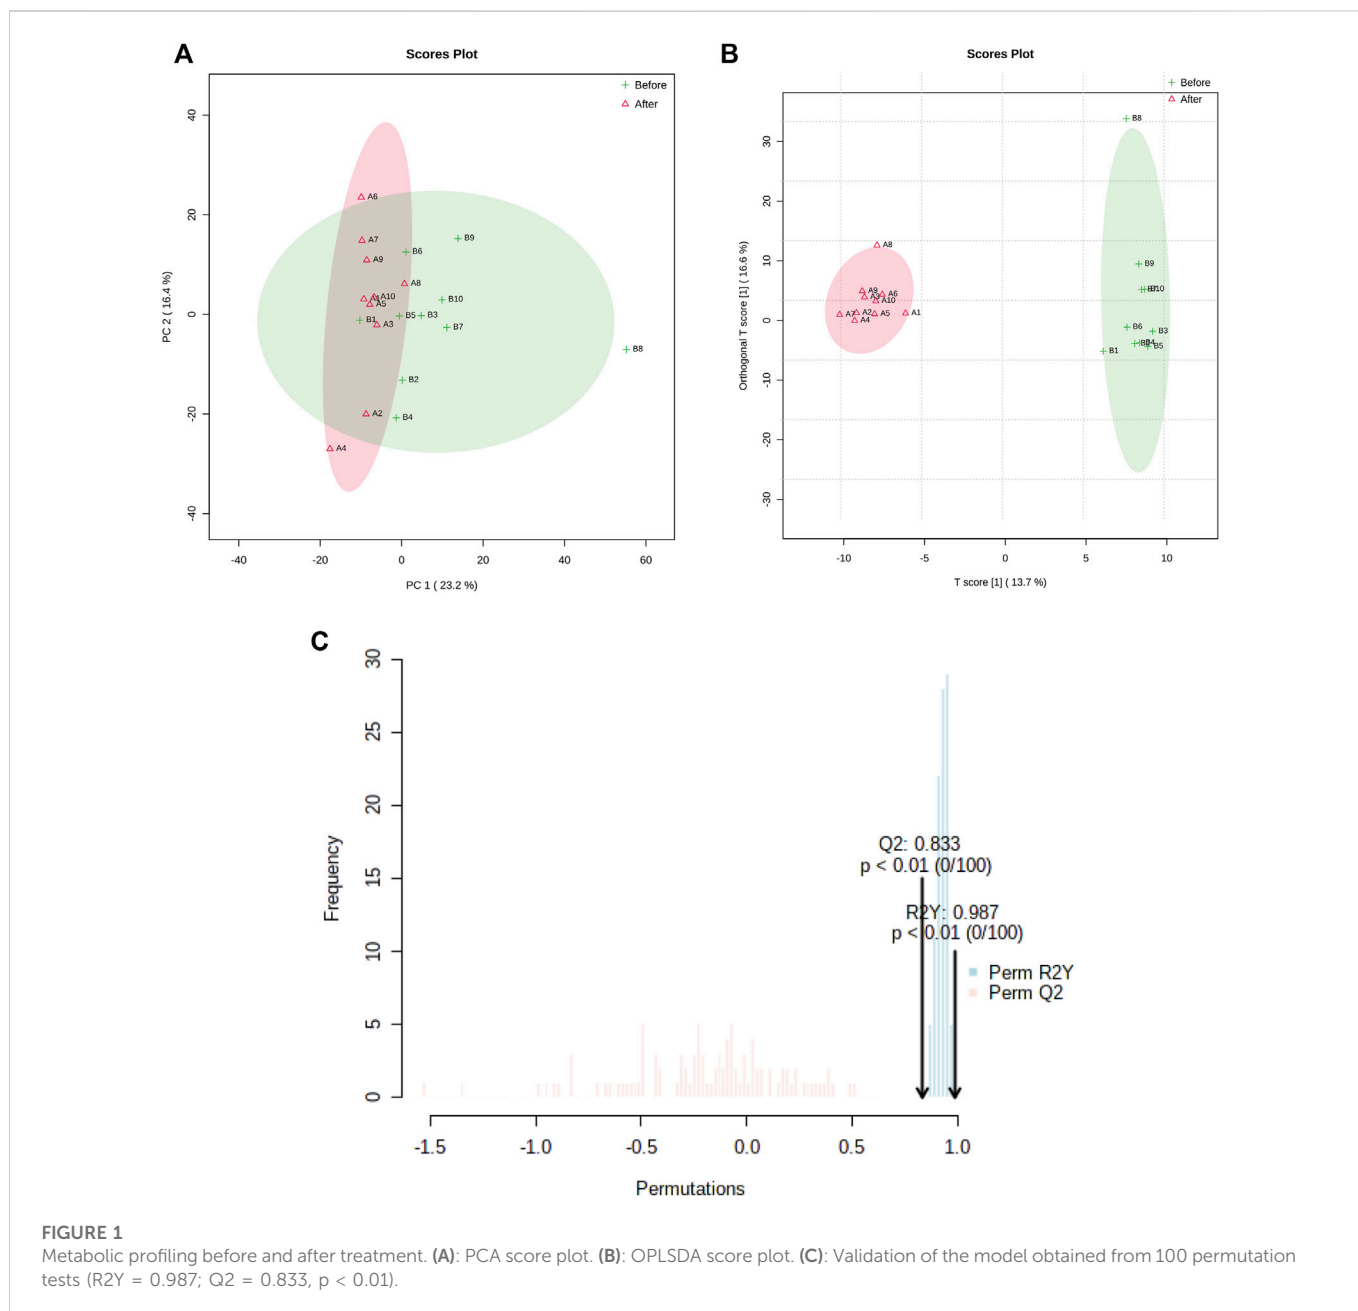 A
Scores Plot
Before
After
A6
A7
A9
B6
B9
A8
A1
A10
A5
B10
B1
A3
B5
B3
B7
B8
B2
A2
B4
A4
40
20
0
-20
-40
PC 2 ( 16.4 %)
-40
-20
0
20
40
60
PC 1 ( 23.2 %)
B
Scores Plot
Before
After
B8
A8
B9
A9
A3
A6
A10
B10
A7
A2
A5
A1
A4
B6
B3
B4
B5
B1
30
20
10
0
-10
-20
-30
Orthogonal T score [1] ( 16.6 %)
-10
-5
0
5
10
T score [1] ( 13.7 %)
C
30
25
20
15
10
5
0
Frequency
Q2: 0.833
p < 0.01 (0/100)
R2Y: 0.987
p < 0.01 (0/100)
Perm R2Y
Perm Q2
-1.5
-1.0
-0.5
0.0
0.5
1.0
Permutations
FIGURE 1
Metabolic profiling before and after treatment. (A): PCA score plot. (B): OPLSDA score plot. (C): Validation of the model obtained from 100 permutation
tests (R2Y = 0.987; Q2 = 0.833, p < 0.01).